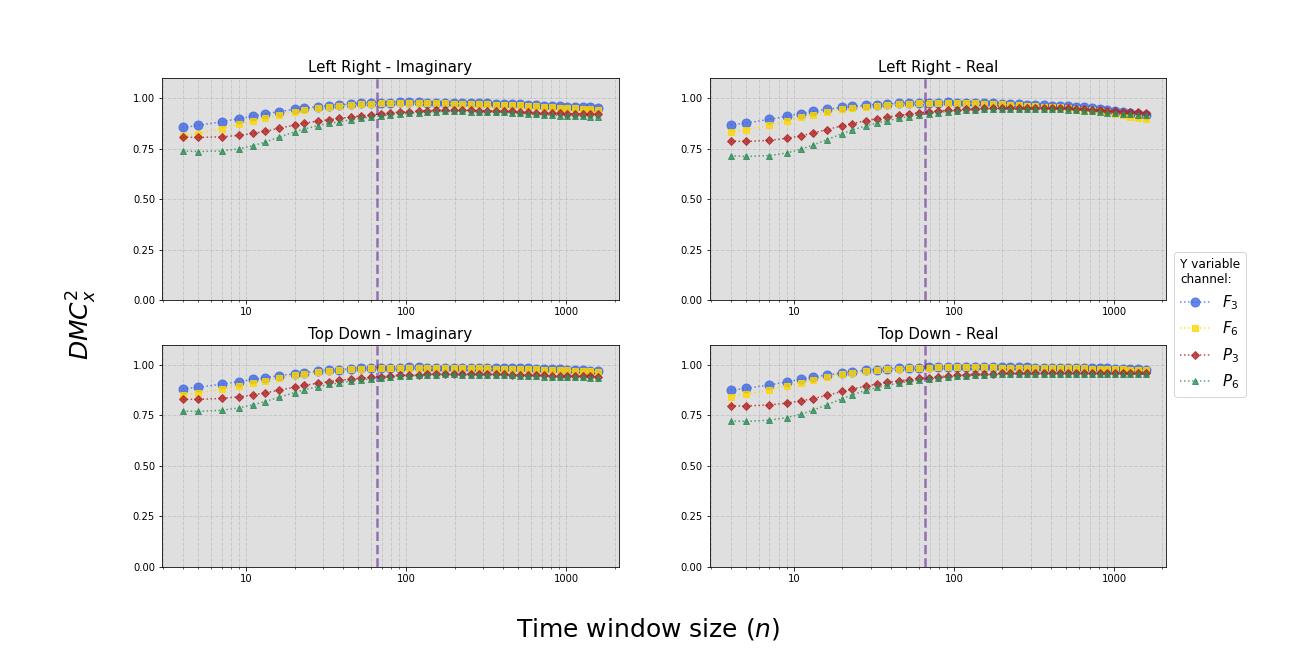 Left Right - Imaginary
1.00
0.75
0.50
0.25
0.00
10 100 1000
Left Right - Real
1.00
0.75
0.50
0.25
0.00
10 100 1000
Top Down - Imaginary
1.00
0.75
0.50
0.25
0.00
10 100 1000
Top Down - Real
1.00
0.75
0.50
0.25
0.00
10 100 1000
DMC²ₓ
Time window size (n)
Y variable
channel:
F₃
F₆
P₃
P₆